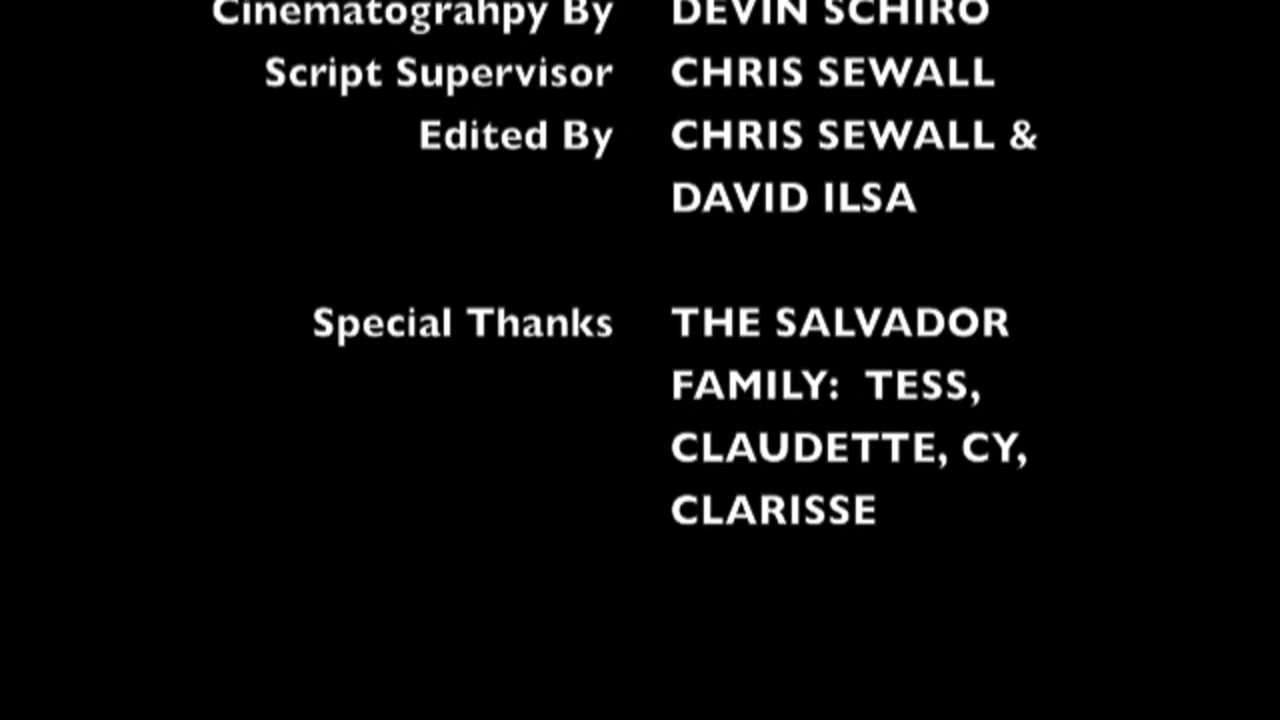 Cinematograhpy By DEVIN SCHIRO
Script Supervisor CHRIS SEWALL
Edited By CHRIS SEWALL &
DAVID ILSA
Special Thanks THE SALVADOR
FAMILY: TESS,
CLAUDETTE, CY,
CLARISSE